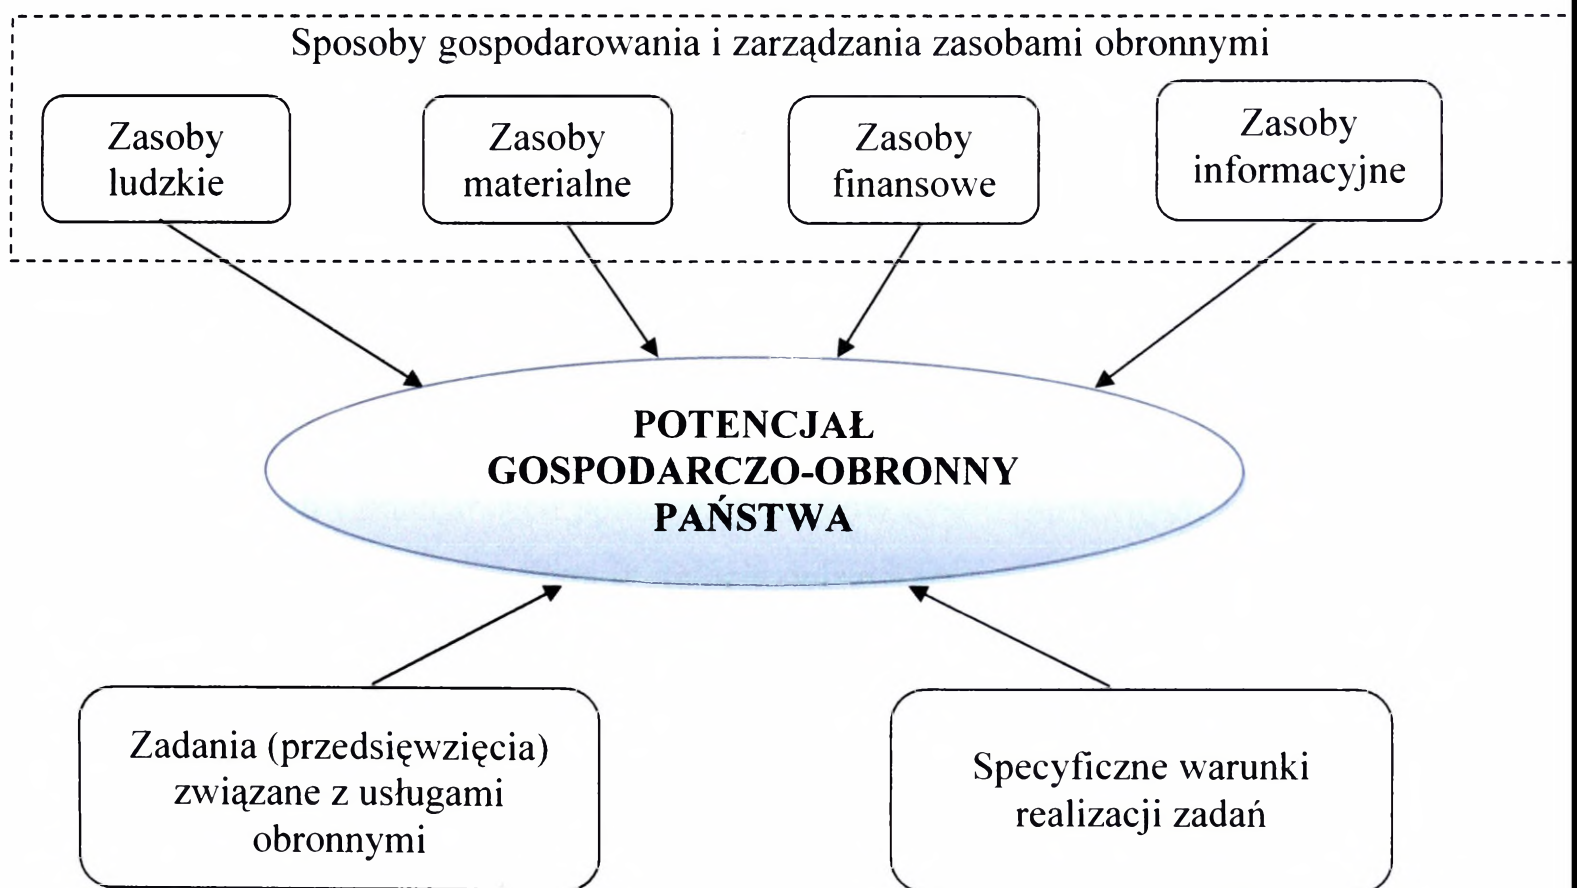 Sposoby gospodarowania i zarządzania zasobami obronnymi
Zasoby
ludzkie
Zasoby
materialne
Zasoby
finansowe
Zasoby
informacyjne
POTENCJAŁ
GOSPODARCZO-OBRONNY
PAŃSTWA
Zadania (przedsięwzięcia)
związane z usługami
obronnymi
Specyficzne warunki
realizacji zadań